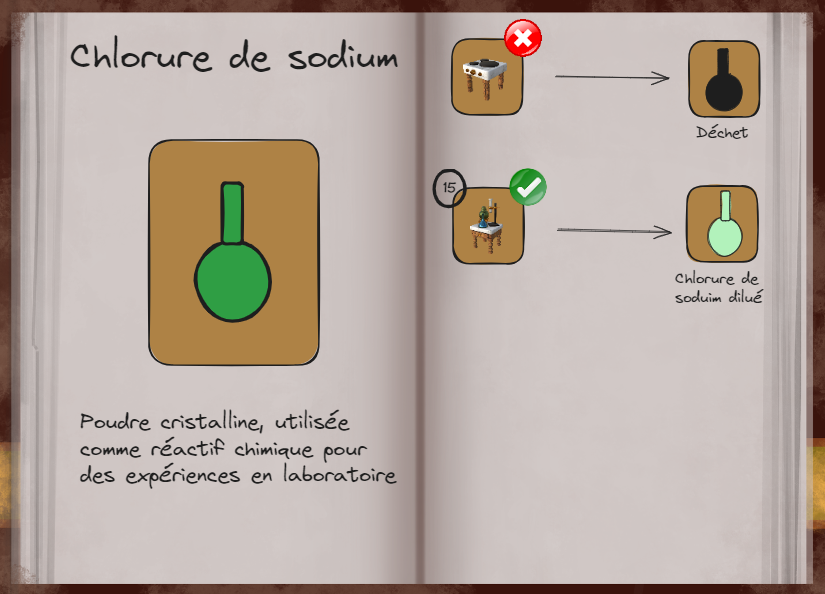 Chlorure de sodium
Poudre cristalline, utilisée
comme réactif chimique pour
des expériences en laboratoire
Déchet
15
Chlorure de
soduim dilué